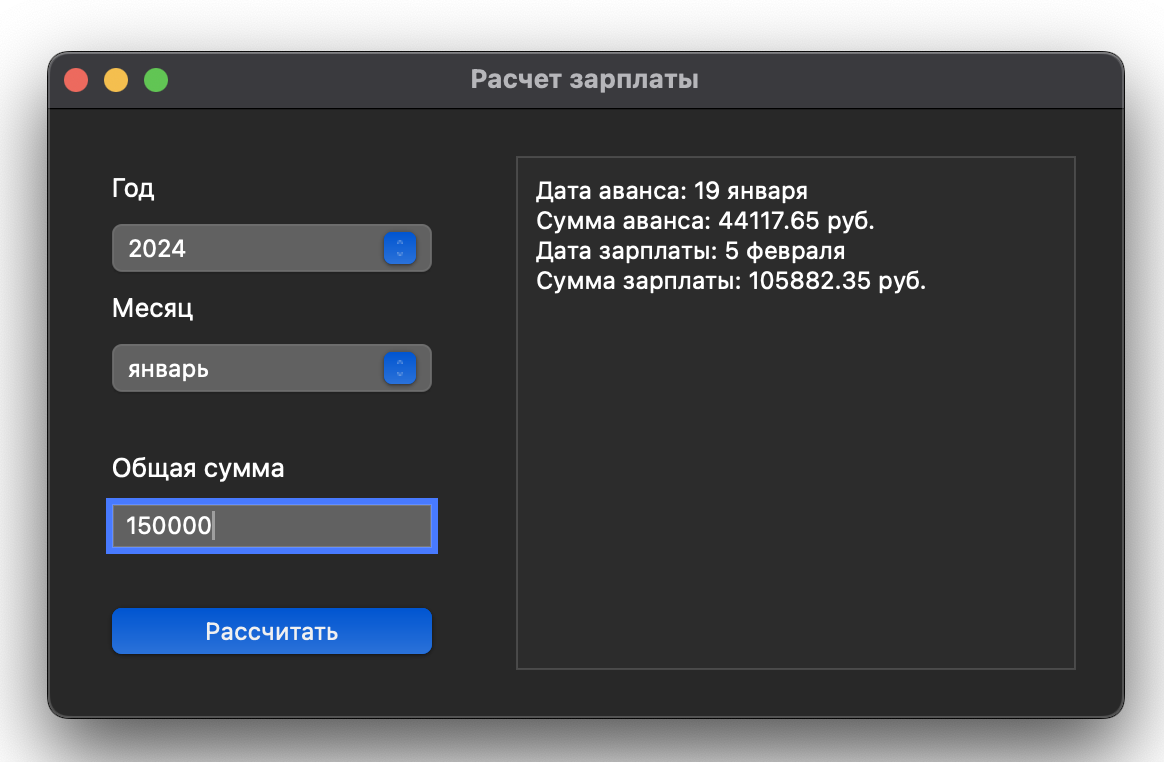 Расчет зарплаты
Год
2024
Месяц
январь
Общая сумма
150000
Рассчитать
Дата аванса: 19 января
Сумма аванса: 44117.65 руб.
Дата зарплаты: 5 февраля
Сумма зарплаты: 105882.35 руб.